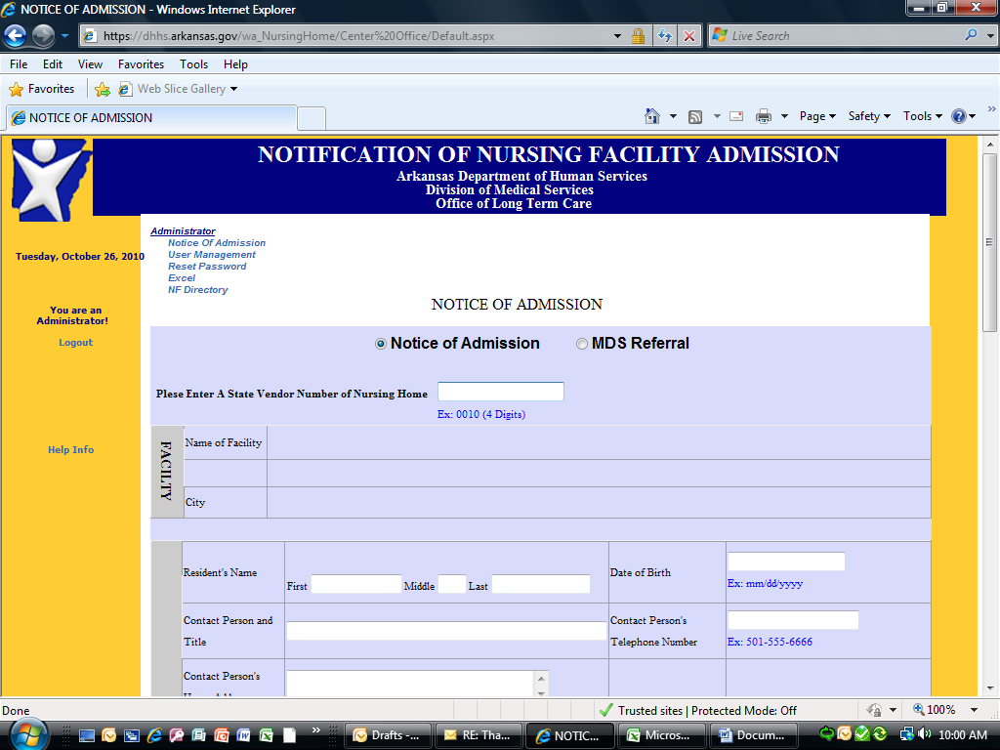 NOTICE OF ADMISSION - Windows Internet Explorer
https://dhhs.arkansas.gov/wa_NursingHome/Center%20Office/Default.aspx
Live Search
File Edit View Favorites Tools Help
Favorites Web Slice Gallery
NOTICE OF ADMISSION
Page Safety Tools
NOTIFICATION OF NURSING FACILITY ADMISSION
Arkansas Department of Human Services
Division of Medical Services
Office of Long Term Care
Administrator
Notice Of Admission
User Management
Reset Password
Excel
NF Directory
Tuesday, October 26, 2010
You are an
Administrator!
Logout
Help Info
NOTICE OF ADMISSION
Notice of Admission MDS Referral
Plese Enter A State Vendor Number of Nursing Home
Ex: 0010 (4 Digits)
FACILITY
Name of Facility
City
Resident's Name
First Middle Last
Date of Birth
Ex: mm/dd/yyyy
Contact Person and
Title
Contact Person's
Telephone Number
Ex: 501-555-6666
Contact Person's
Done
Trusted sites | Protected Mode: Off
100%
Drafts - ...
RE: Tha...
NOTIC...
Micros...
Docum...
10:00 AM